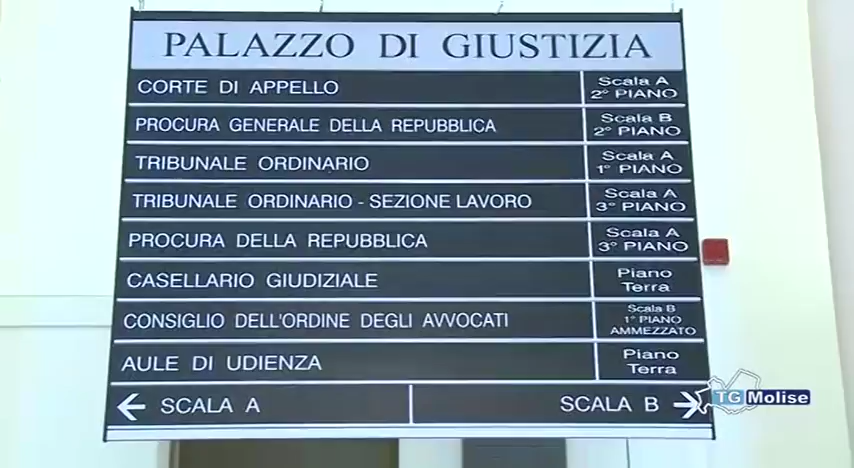 PALAZZO DI GIUSTIZIA
CORTE DI APPELLO
Scala A
2° PIANO
PROCURA GENERALE DELLA REPUBBLICA
Scala B
2° PIANO
TRIBUNALE ORDINARIO
Scala A
1° PIANO
TRIBUNALE ORDINARIO - SEZIONE LAVORO
Scala A
3° PIANO
PROCURA DELLA REPUBBLICA
Scala A
3° PIANO
CASELLARIO GIUDIZIALE
Piano
Terra
CONSIGLIO DELL'ORDINE DEGLI AVVOCATI
Scala B
1° PIANO
AMMEZZATO
AULE DI UDIENZA
Piano
Terra
← SCALA A
SCALA B →
TG Molise